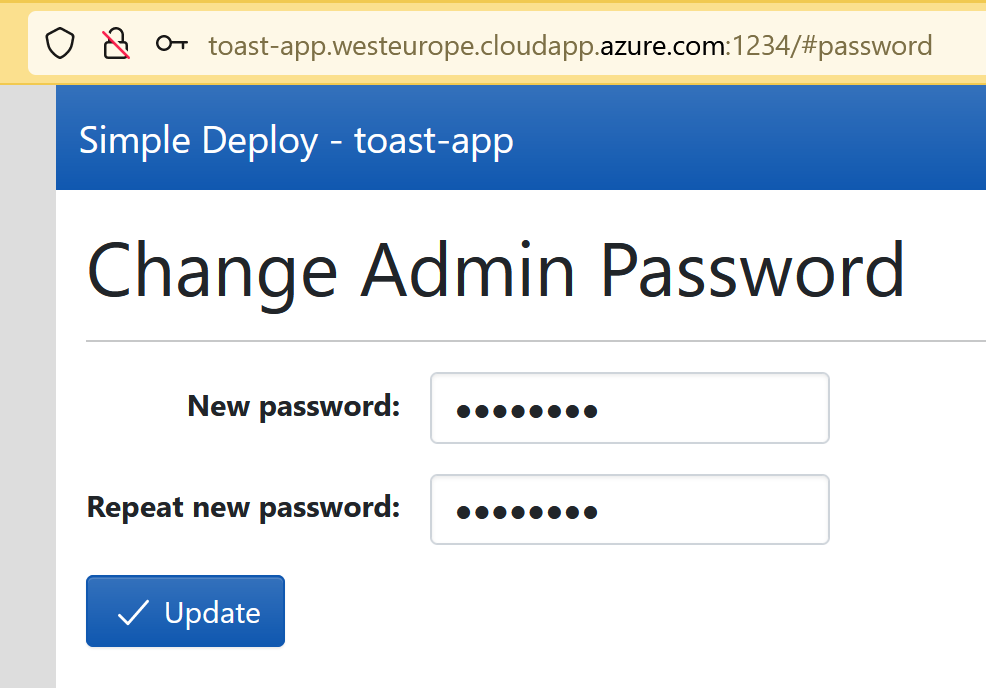 toast-app.westeurope.cloudapp.azure.com:1234/#password
Simple Deploy - toast-app
Change Admin Password
New password: ●●●●●●●●
Repeat new password: ●●●●●●●●
Update